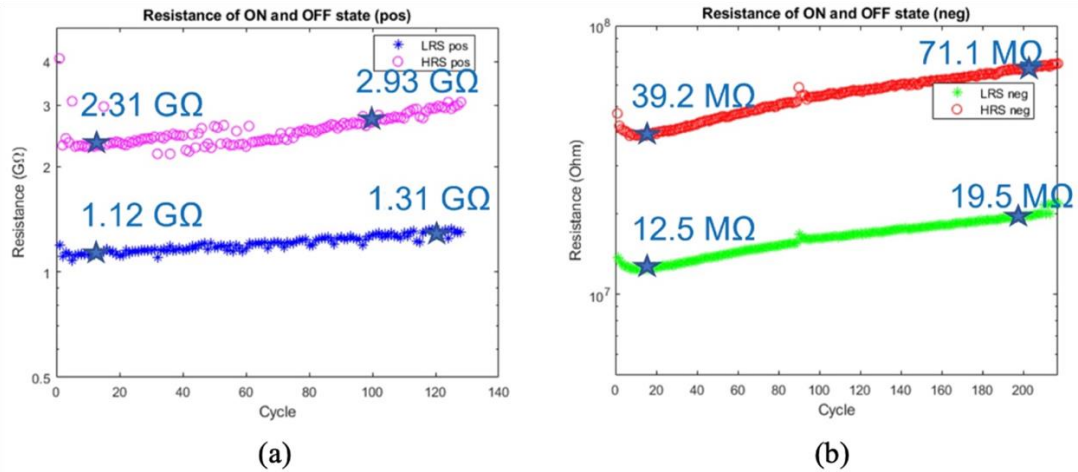 Resistance of ON and OFF state (pos)
LRS pos
HRS pos
2.31 GΩ
2.93 GΩ
1.12 GΩ
1.31 GΩ
Resistance (GΩ)
4
3
2
1
0.5
0
20
40
60
80
100
120
140
Cycle
(a)
Resistance of ON and OFF state (neg)
71.1 MΩ
39.2 MΩ
LRS neg
HRS neg
19.5 MΩ
12.5 MΩ
Resistance (Ohm)
10⁸
10⁷
0
20
40
60
80
100
120
140
160
180
200
Cycle
(b)